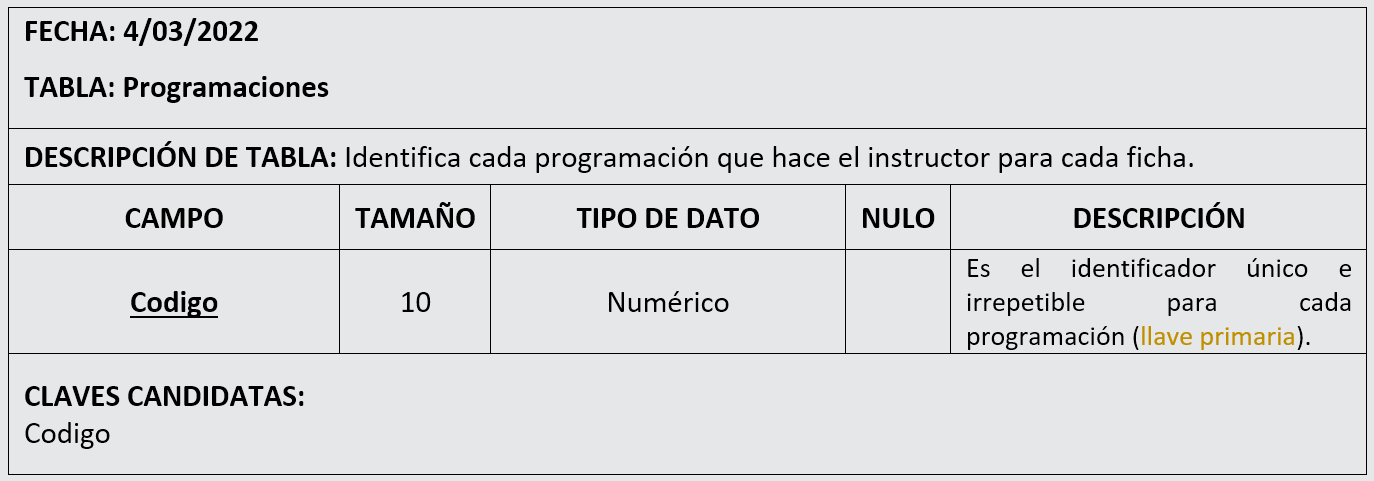 FECHA: 4/03/2022
TABLA: Programaciones
DESCRIPCIÓN DE TABLA: Identifica cada programación que hace el instructor para cada ficha.
CAMPO TAMAÑO TIPO DE DATO NULO DESCRIPCIÓN
Codigo 10 Numérico
Es el identificador único e
irrepetible para cada
programación (llave primaria).
CLAVES CANDIDATAS:
Codigo